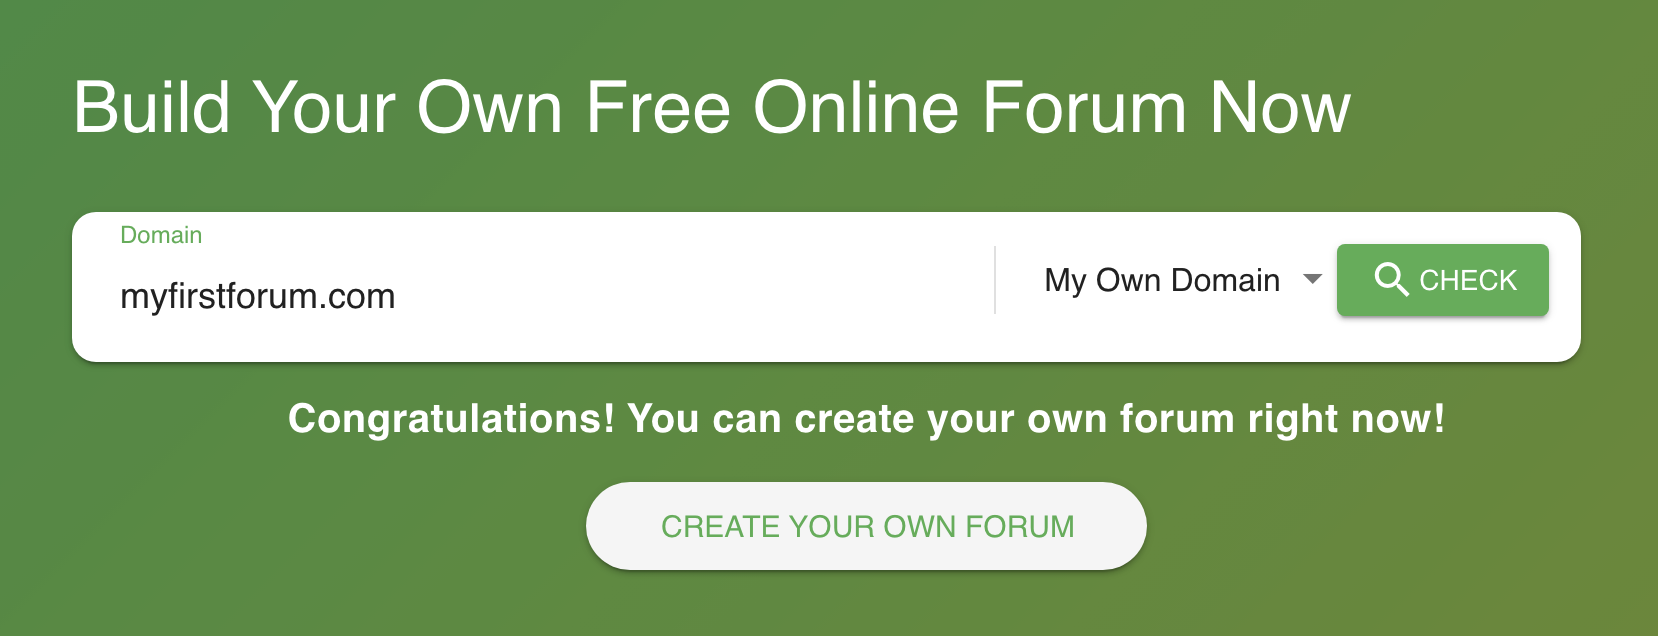 Build Your Own Free Online Forum Now
Domain
myfirstforum.com
My Own Domain
CHECK
Congratulations! You can create your own forum right now!
CREATE YOUR OWN FORUM